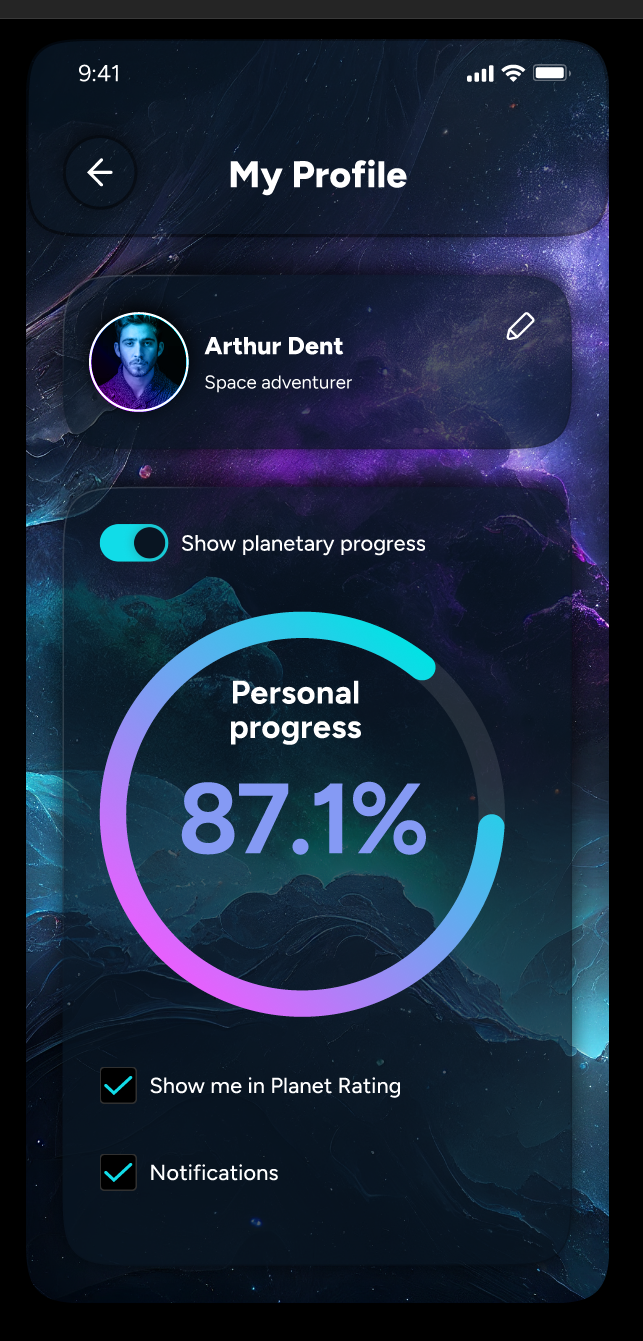 9:41
My Profile
Arthur Dent
Space adventurer
Show planetary progress
Personal
progress
87.1%
Show me in Planet Rating
Notifications